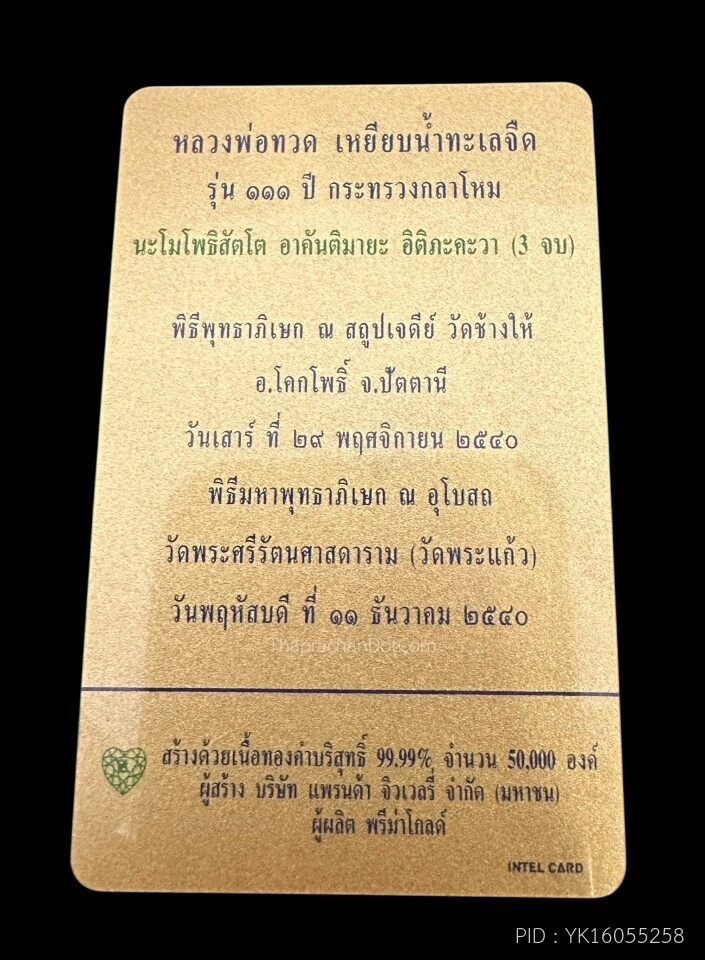 หลวงพ่อทวด เหยียบน้ำทะเลจืด
รุ่น ๑๑๑ ปี กระทรวงกลาโหม
นะโมโพธิสัตโต อาคันติมายะ อิติภะคะวา (3 จบ)
พิธีพุทธาภิเษก ณ สถูปเจดีย์ วัดช้างให้
อ.โคกโพธิ์ จ.ปัตตานี
วันเสาร์ ที่ ๒๙ พฤศจิกายน ๒๕๔๐
พิธีมหาพุทธาภิเษก ณ อุโบสถ
วัดพระศรีรัตนศาสดาราม (วัดพระแก้ว)
วันพฤหัสบดี ที่ ๑๑ ธันวาคม ๒๕๔๐
ThaprachanDotCom
สร้างด้วยเนื้อทองคำบริสุทธิ์ 99.99% จำนวน 50,000 องค์
ผู้สร้าง บริษัท แพรนด้า จิวเวลรี่ จำกัด (มหาชน)
ผู้ผลิต พรีม่าโกลด์
INTEL CARD
PID : YK16055258